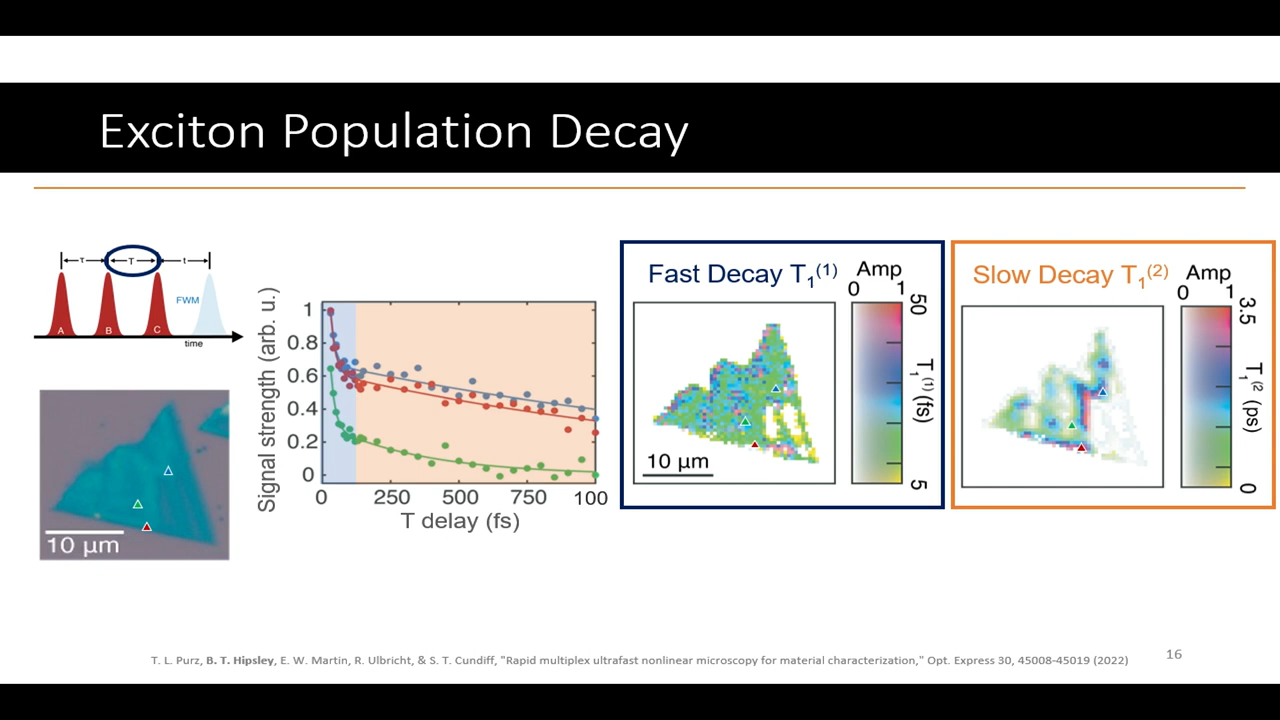 Exciton Population Decay
τ
T
t
FWM
A
B
C
time
10 μm
Signal strength (arb. u.)
1
0.8
0.6
0.4
0.2
0
0
250
500
750
100
T delay (fs)
Fast Decay T₁⁽¹⁾
Amp
0 1
50
T₁⁽¹⁾ (fs)
5
10 μm
Slow Decay T₁⁽²⁾
Amp
0 1
3.5
T₁⁽² (ps)
0
T. L. Purz, B. T. Hipsley, E. W. Martin, R. Ulbricht, & S. T. Cundiff, "Rapid multiplex ultrafast nonlinear microscopy for material characterization," Opt. Express 30, 45008-45019 (2022)
16